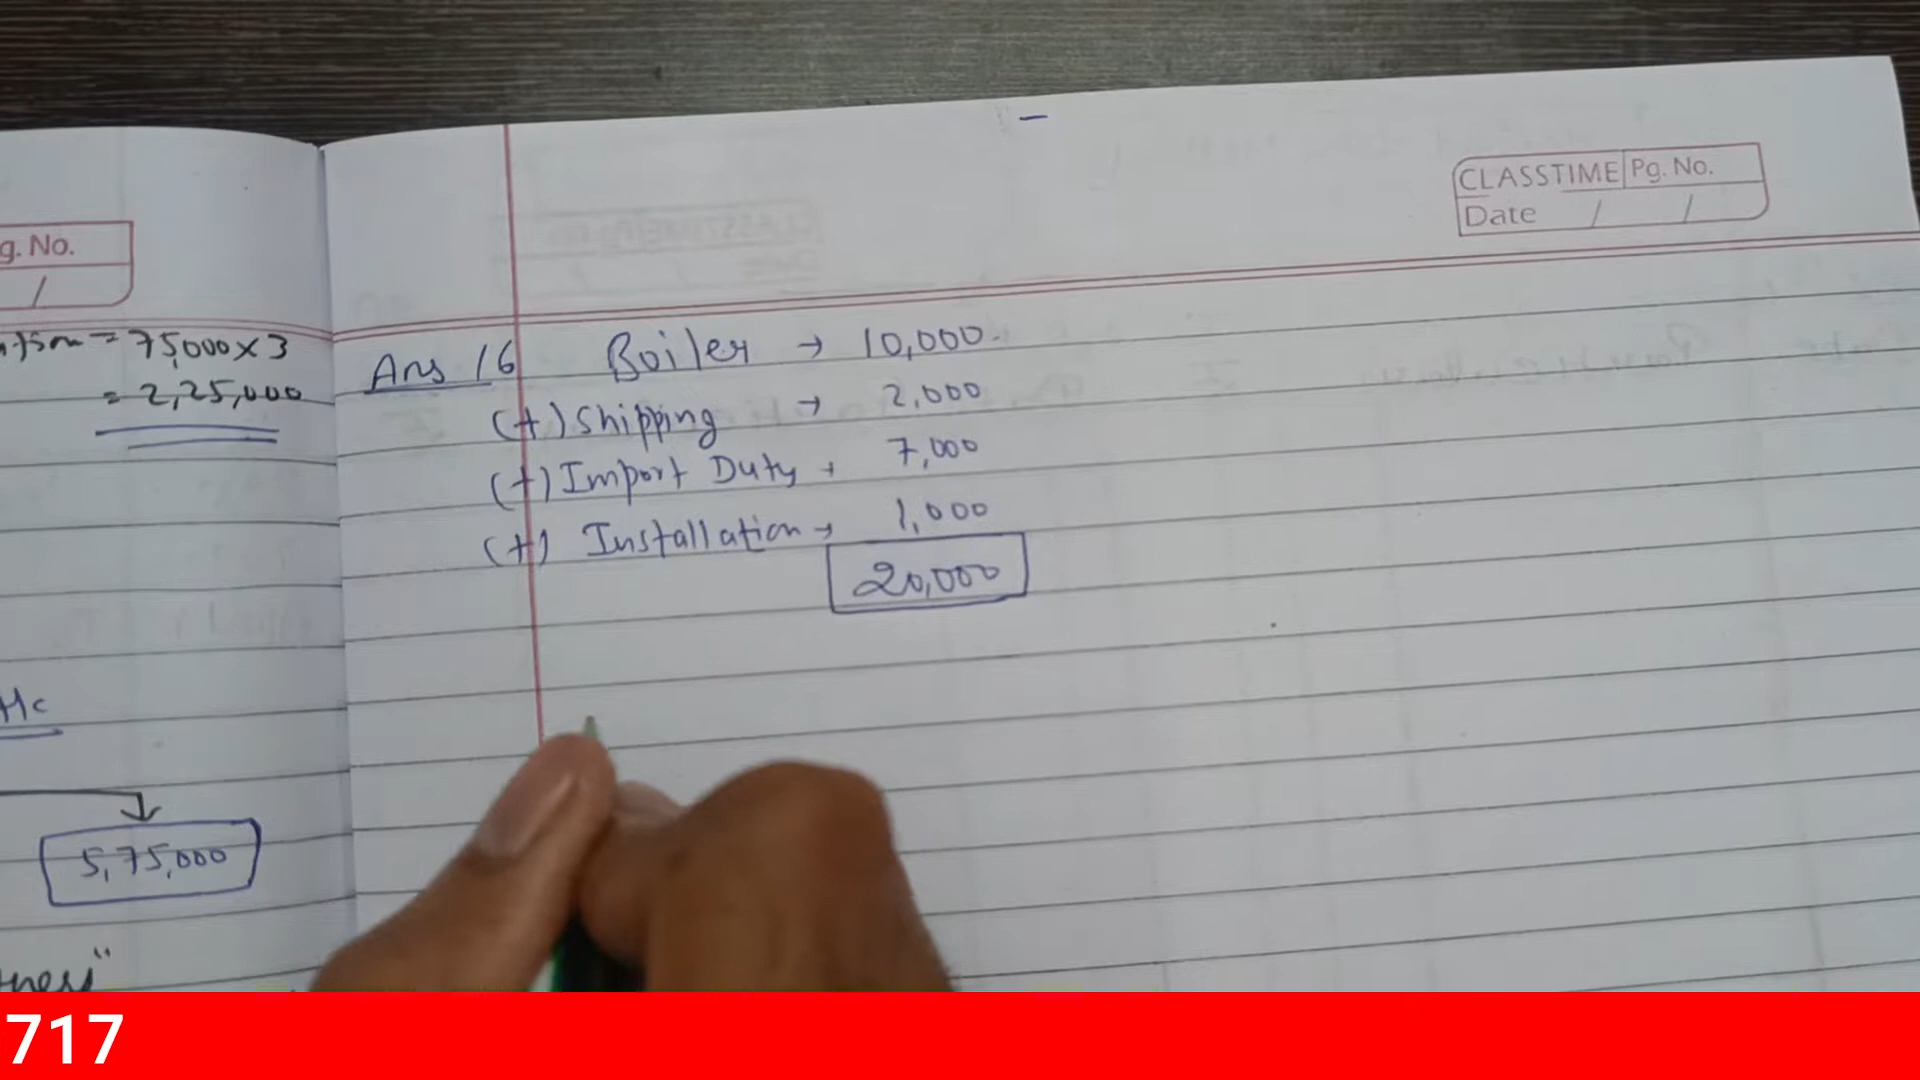 g. No.
/
= 75,000 x 3
= 2,25,000
5,75,000
CLASSTIME Pg. No.
Date / /
Ans 16 Boiler → 10,000
(+) Shipping → 2,000
(+) Import Duty → 7,000
(+) Installation → 1,000
20,000
717